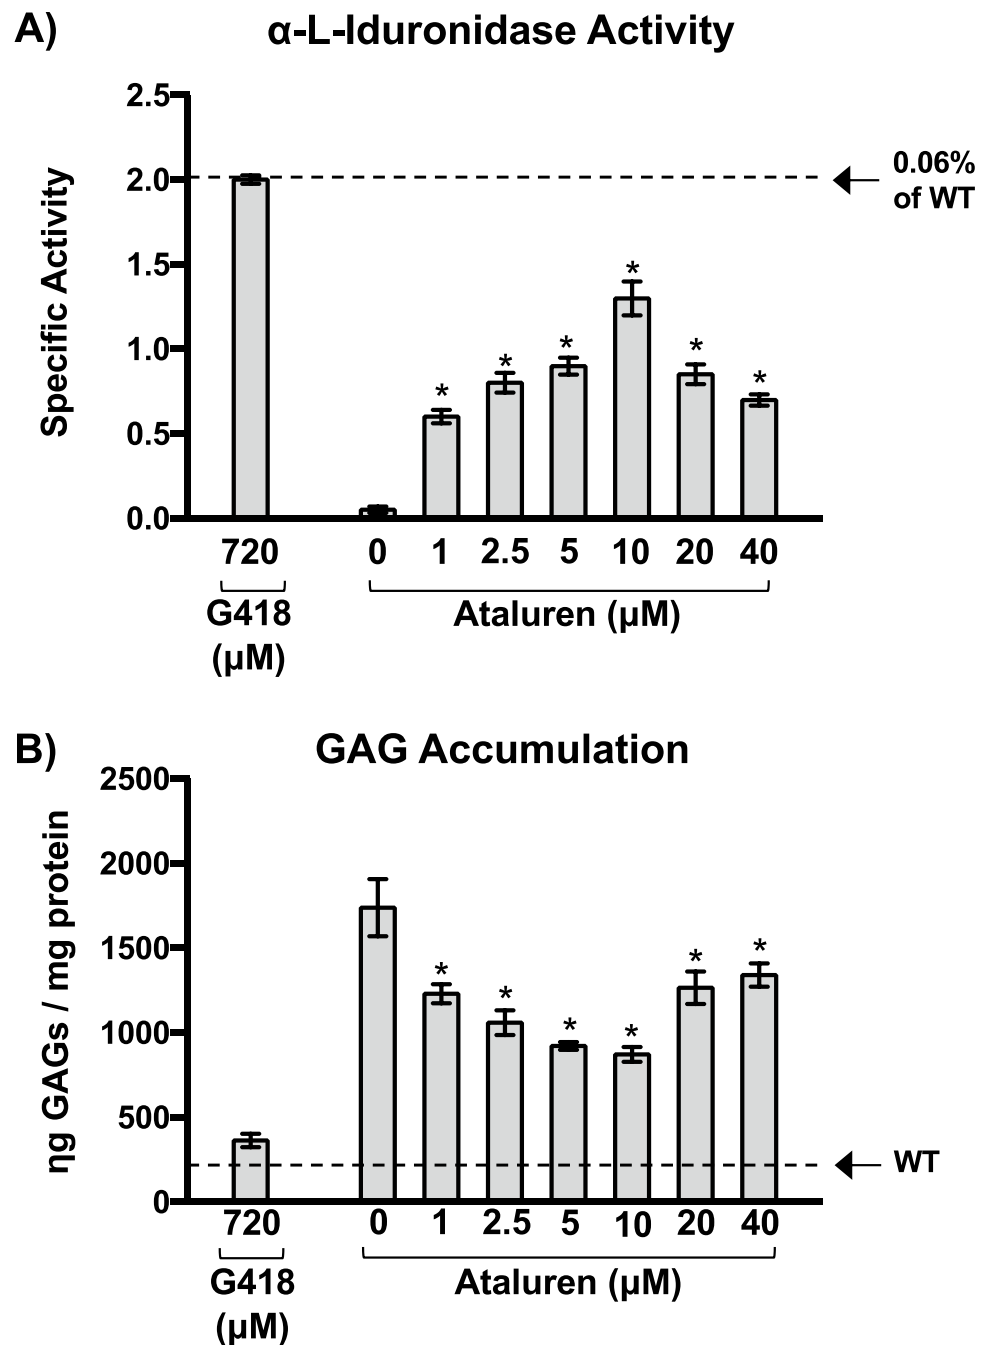 A)
α-L-Iduronidase Activity
Specific Activity
2.5
2.0
1.5
1.0
0.5
0.0
0.06%
of WT
*
*
*
*
*
*
720
0
1
2.5
5
10
20
40
G418
(µM)
Ataluren (µM)
B)
GAG Accumulation
ηg GAGs / mg protein
2500
2000
1500
1000
500
0
WT
*
*
*
*
*
*
720
0
1
2.5
5
10
20
40
G418
(µM)
Ataluren (µM)